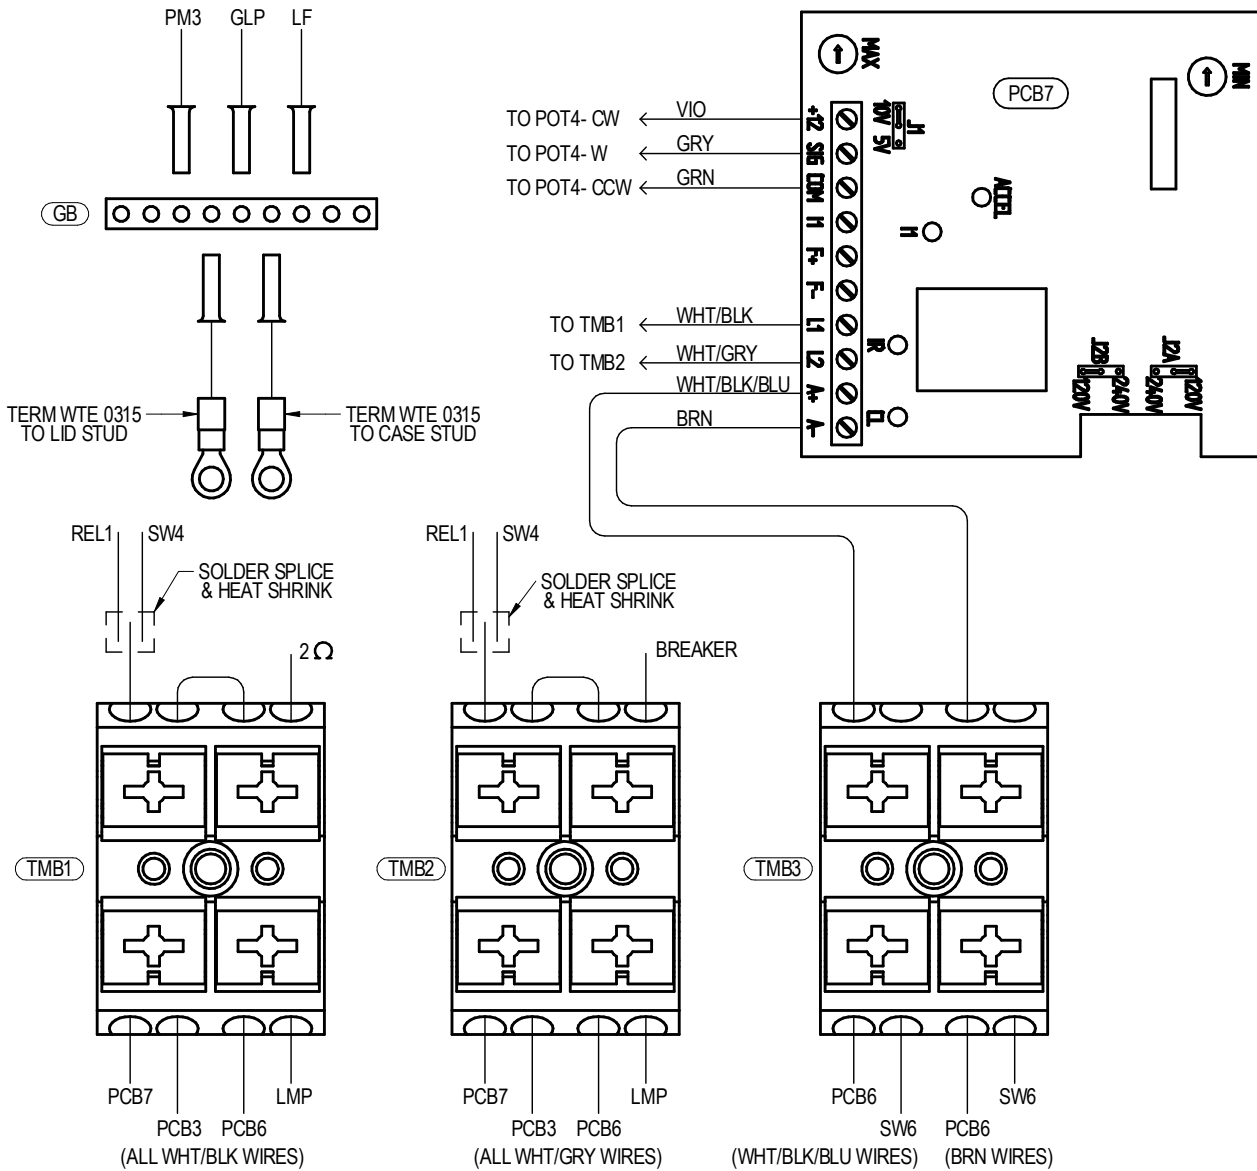 PM3 GLP LF
GB
TERM WTE 0315
TO LID STUD
TERM WTE 0315
TO CASE STUD
MAX
MIN
PCB7
J1
10V 5V
TO POT4- CW VIO +12
TO POT4- W GRY SIG
TO POT4- CCW GRN COM
I1
F+
F-
TO TMB1 WHT/BLK L1
TO TMB2 WHT/GRY L2
WHT/BLK/BLU A+
BRN A-
ACCEL
I1
IR
CL
J2B
120V 240V
J2A
240V 120V
REL1 SW4
SOLDER SPLICE
& HEAT SHRINK
2 Ω
REL1 SW4
SOLDER SPLICE
& HEAT SHRINK
BREAKER
TMB1
TMB2
TMB3
PCB7 LMP
PCB3 PCB6
(ALL WHT/BLK WIRES)
PCB7 LMP
PCB3 PCB6
(ALL WHT/GRY WIRES)
PCB6 SW6
SW6 PCB6
(WHT/BLK/BLU WIRES) (BRN WIRES)